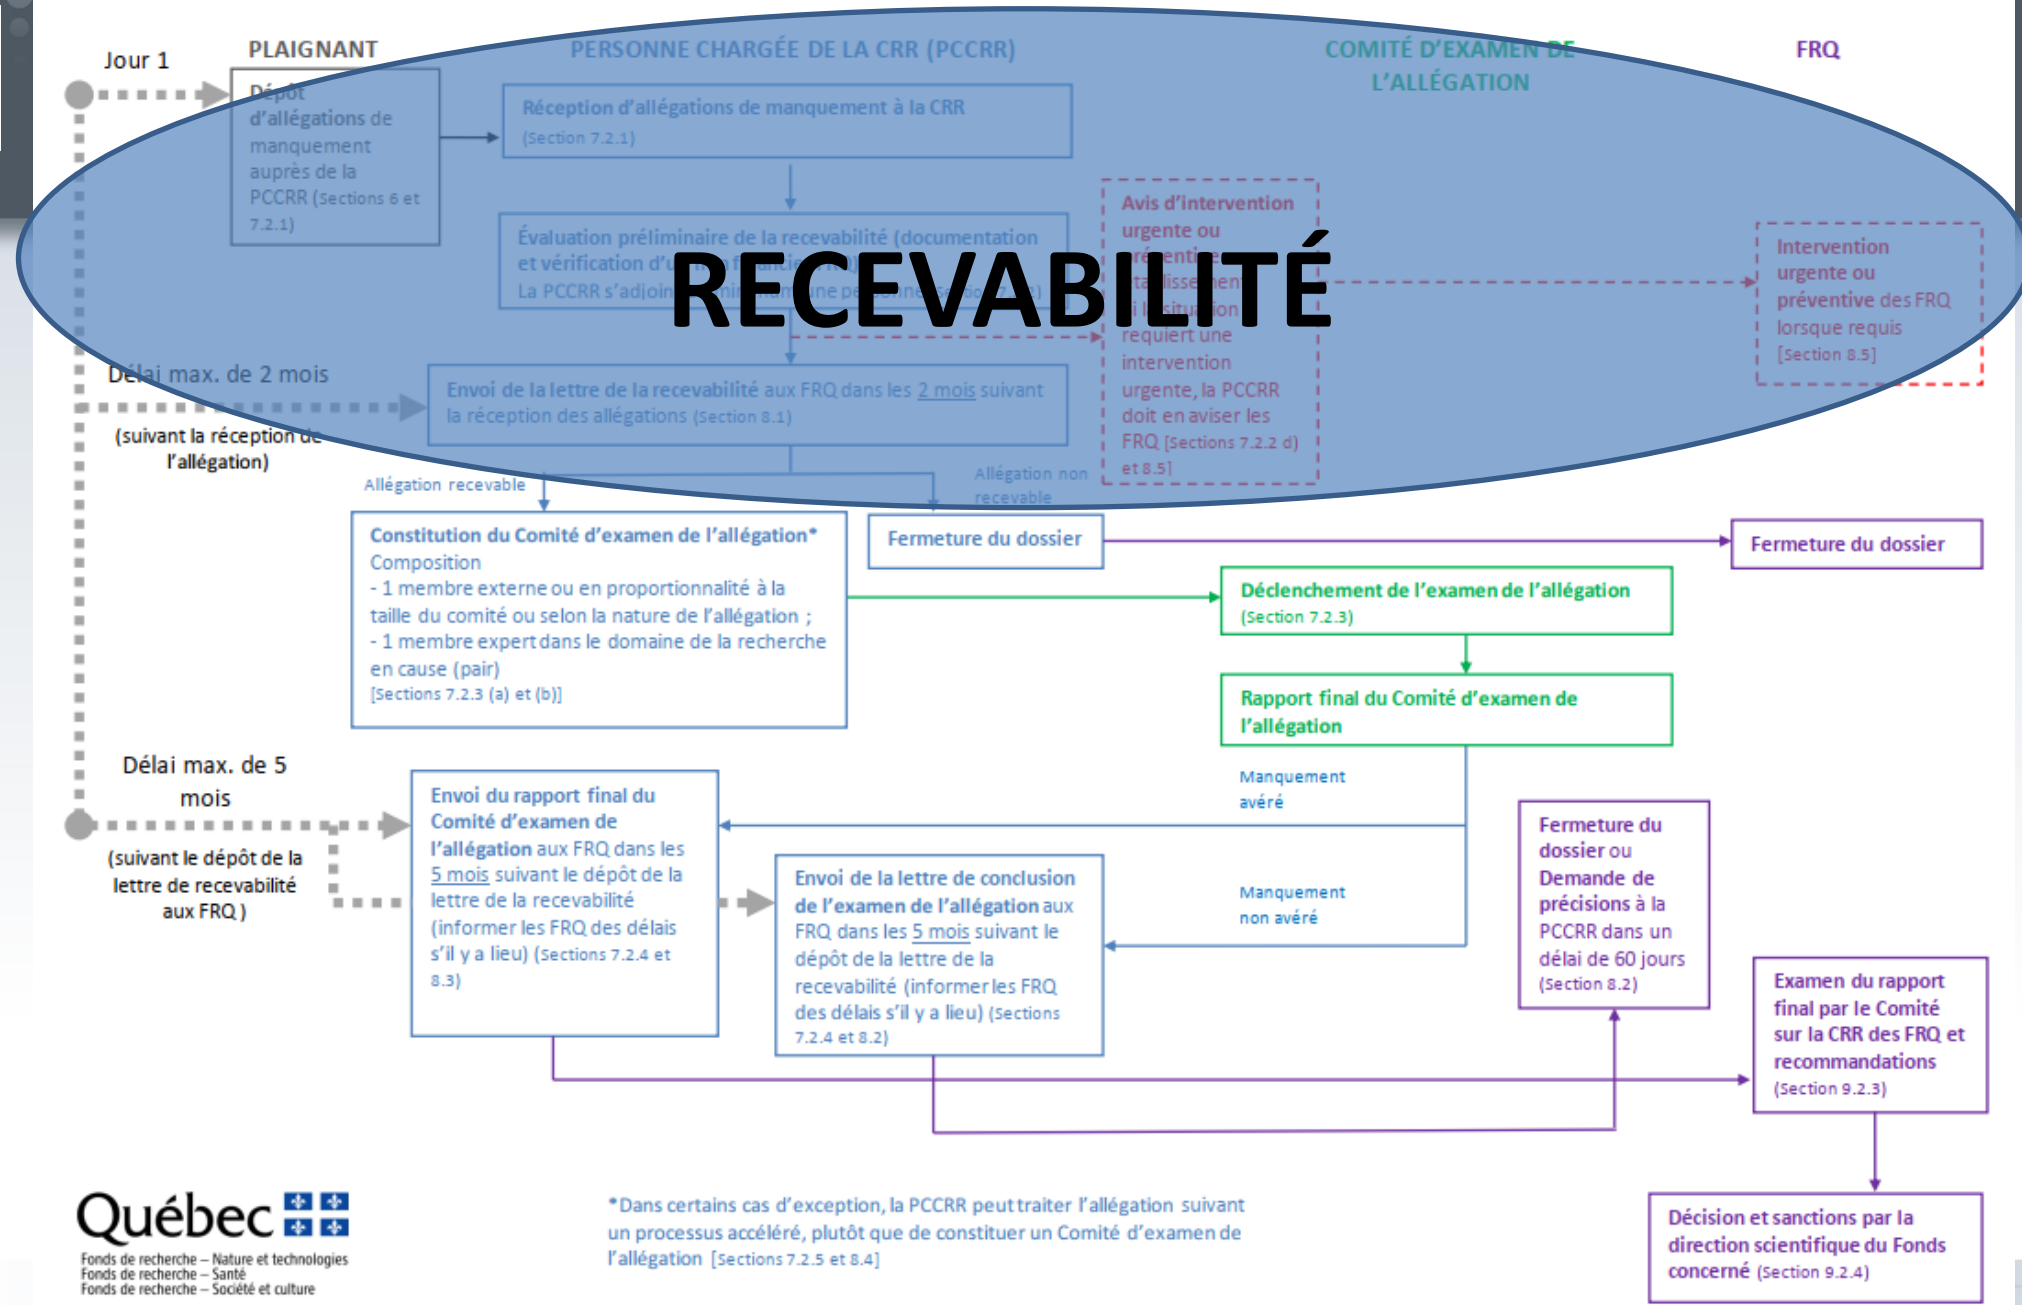 Jour 1
PLAIGNANT
PERSONNE CHARGÉE DE LA CRR (PCCRR)
COMITÉ D'EXAMEN DE
L'ALLÉGATION
FRQ
Dépôt
d'allégations de
manquement
auprès de la
PCCRR (Sections 6 et
7.2.1)
Réception d'allégations de manquement à la CRR
(Section 7.2.1)
Évaluation préliminaire de la recevabilité (documentation
et vérification
La PCCRR s'adjoint une personne
RECEVABILITÉ
Avis d'intervention
urgente ou
requiert une
intervention
urgente, la PCCRR
doit en aviser les
FRQ [Sections 7.2.2 d)
et 8.5]
Intervention
urgente ou
préventive des FRQ
lorsque requis
[Section 8.5]
Délai max. de 2 mois
(suivant la réception de
l'allégation)
Envoi de la lettre de la recevabilité aux FRQ dans les 2 mois suivant
la réception des allégations (Section 8.1)
Allégation recevable
Allégation non
recevable
Constitution du Comité d'examen de l'allégation*
Composition
- 1 membre externe ou en proportionnalité à la
taille du comité ou selon la nature de l'allégation ;
- 1 membre expert dans le domaine de la recherche
en cause (pair)
[Sections 7.2.3 (a) et (b)]
Fermeture du dossier
Fermeture du dossier
Déclenchement de l'examen de l'allégation
(Section 7.2.3)
Rapport final du Comité d'examen de
l'allégation
Manquement
avéré
Manquement
non avéré
Délai max. de 5
mois
(suivant le dépôt de la
lettre de recevabilité
aux FRQ )
Envoi du rapport final du
Comité d'examen de
l'allégation aux FRQ dans les
5 mois suivant le dépôt de la
lettre de la recevabilité
(informer les FRQ des délais
s'il y a lieu) (Sections 7.2.4 et
8.3)
Envoi de la lettre de conclusion
de l'examen de l'allégation aux
FRQ dans les 5 mois suivant le
dépôt de la lettre de la
recevabilité (informer les FRQ
des délais s'il y a lieu) (Sections
7.2.4 et 8.2)
Fermeture du
dossier ou
Demande de
précisions à la
PCCRR dans un
délai de 60 jours
(Section 8.2)
Examen du rapport
final par le Comité
sur la CRR des FRQ et
recommandations
(Section 9.2.3)
Décision et sanctions par la
direction scientifique du Fonds
concerné (Section 9.2.4)
*Dans certains cas d'exception, la PCCRR peut traiter l'allégation suivant
un processus accéléré, plutôt que de constituer un Comité d'examen de
l'allégation [Sections 7.2.5 et 8.4]
Québec
Fonds de recherche – Nature et technologies
Fonds de recherche – Santé
Fonds de recherche – Société et culture